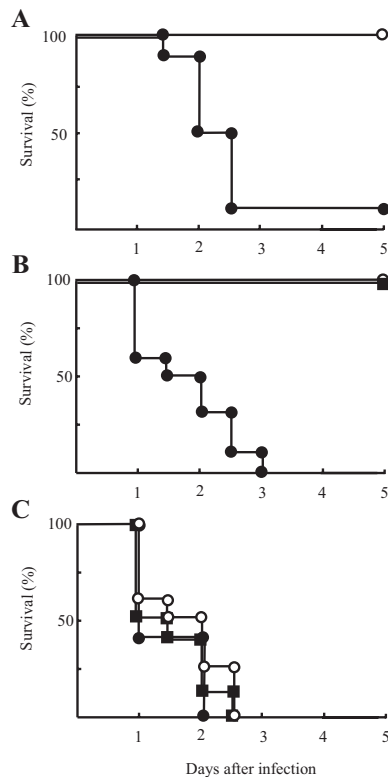 A
100
50
Survival (%)
1 2 3 4 5
B
100
50
Survival (%)
1 2 3 4 5
C
100
50
Survival (%)
1 2 3 4 5
Days after infection